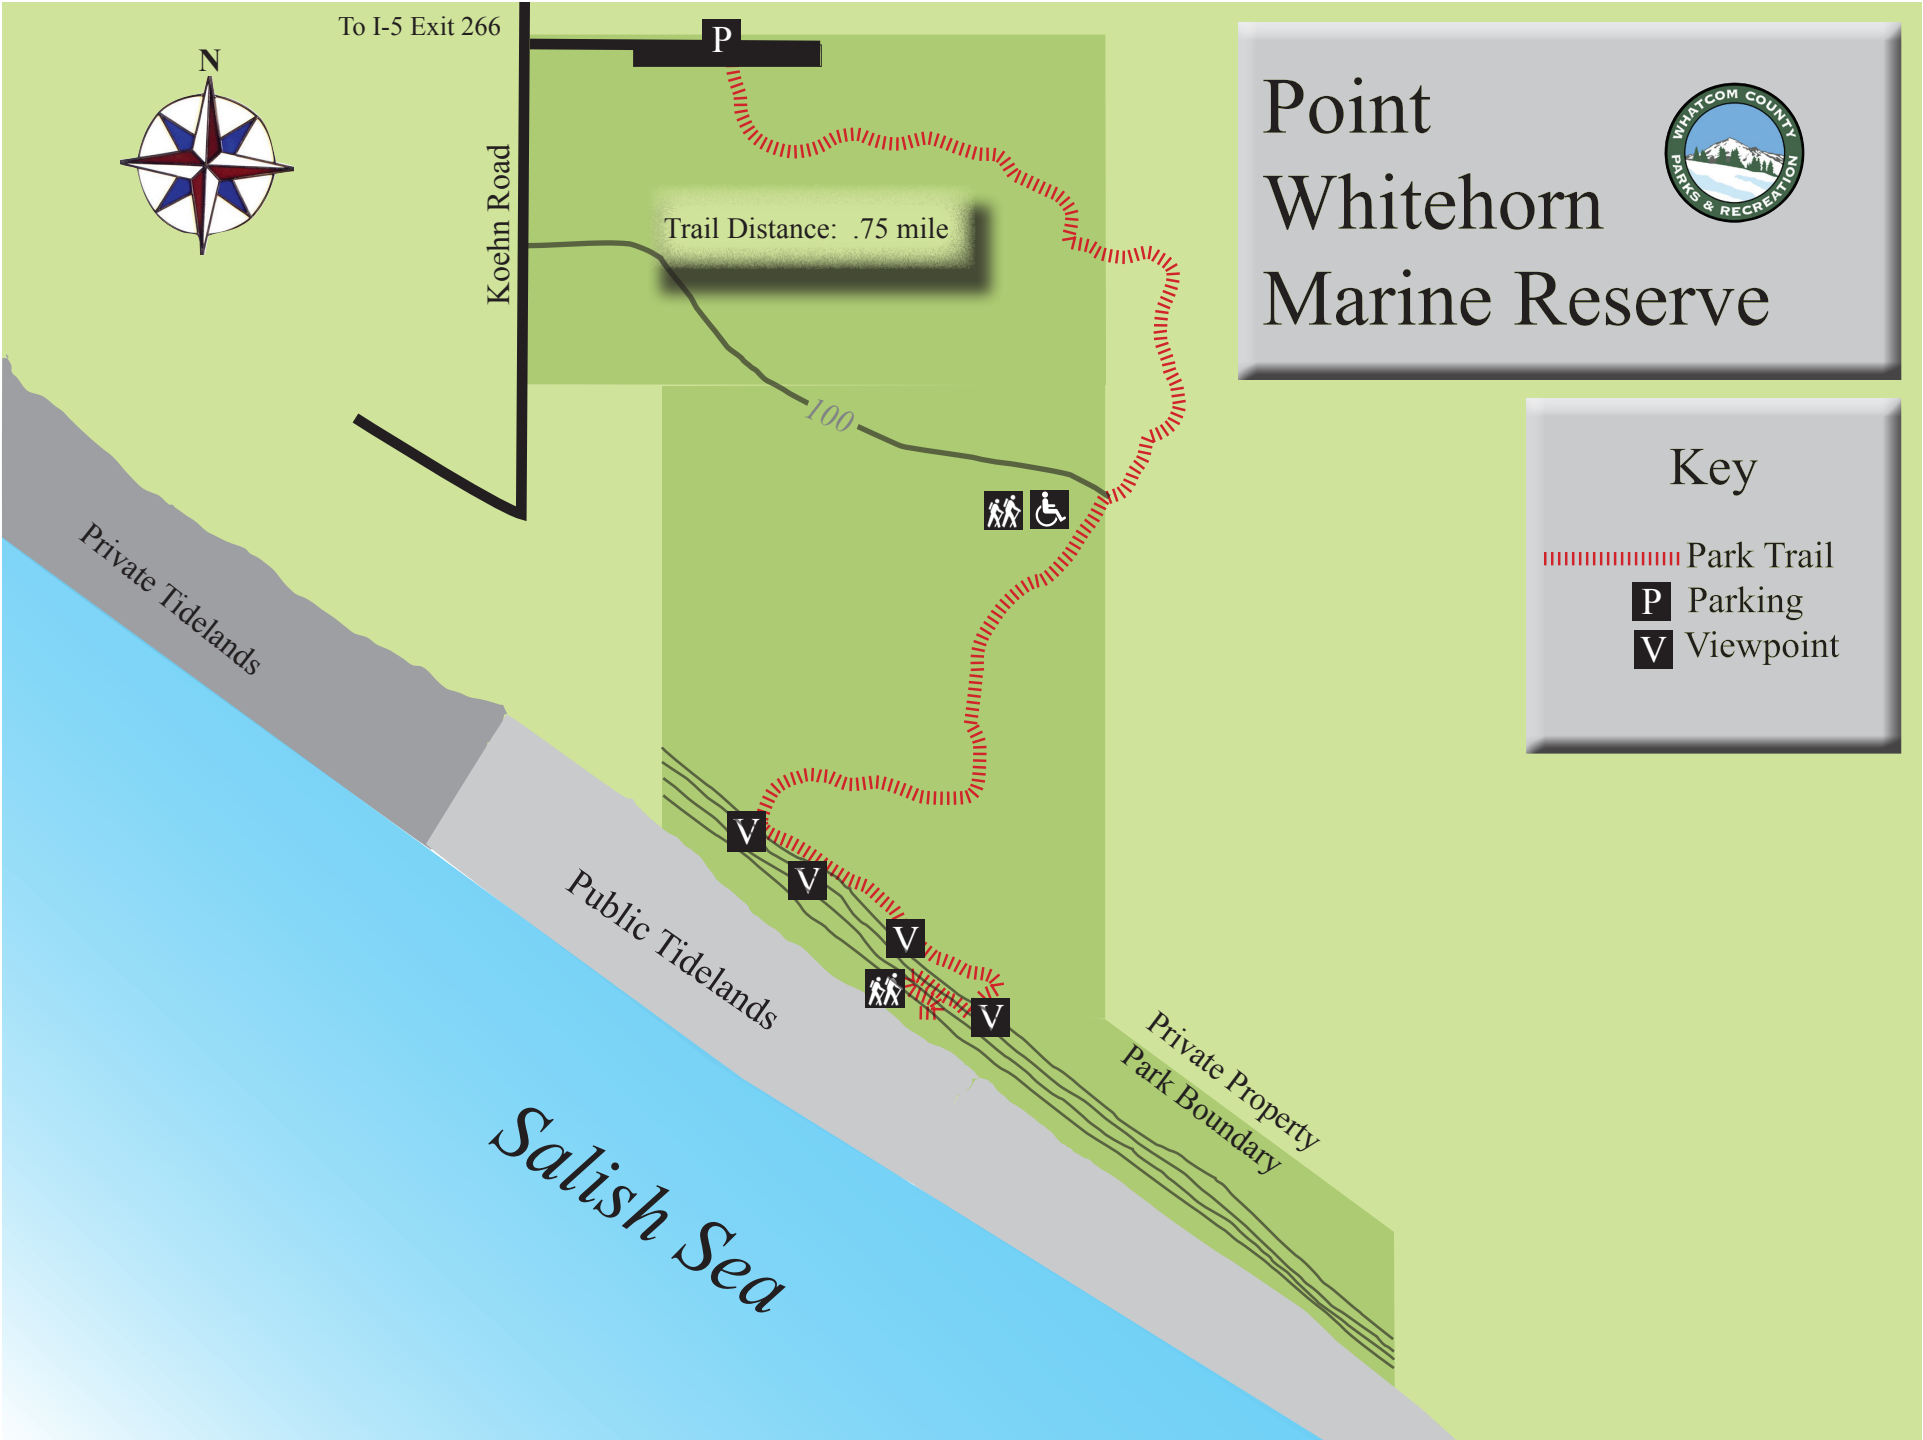 To I-5 Exit 266
P
N
Koehn Road
Trail Distance: .75 mile
100
Point
Whitehorn
Marine Reserve
WHATCOM COUNTY
PARKS & RECREATION
Key
Park Trail
P Parking
V Viewpoint
Private Tidelands
Public Tidelands
V
V
V
V
Private Property
Park Boundary
Salish Sea